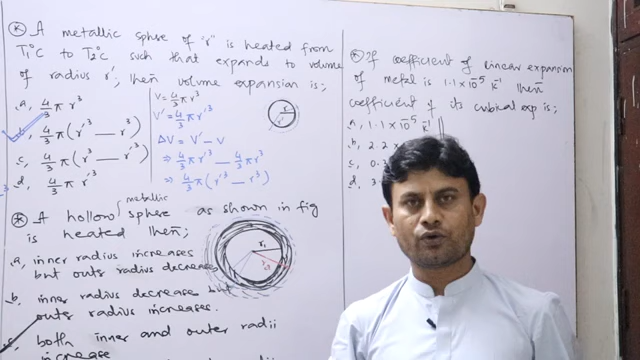 A metallic sphse of "r" is heated from
T₁°C to T₂°C such that expands to volume
of radius r', then volume expansion is;
a, 4/3 π r³
4/3 π (r'³ — r³)
c, 4/3 π (r'³ — r³)
d, 4/3 π r'³
V = 4/3 π r³
V' = 4/3 π r'³
ΔV = V' — V
⇒ 4/3 π r'³ — 4/3 π r³
⇒ 4/3 π (r'³ — r³)
r
A hollow metallic sphere as shown in fig
is heated then;
a, inner radius increases
but outs radius decreases
b, inner radius decrease but
outs radius increases.
both inner and outer radii
increase
r₁
If coefficient of linear expansion
of metal is 1.1 × 10⁻⁵ K⁻¹ then
coefficient of its cubical exp is;
a, 1.1 × 10⁻⁵ K⁻¹
b, 2.2 ×
c, 0.3
d, 3